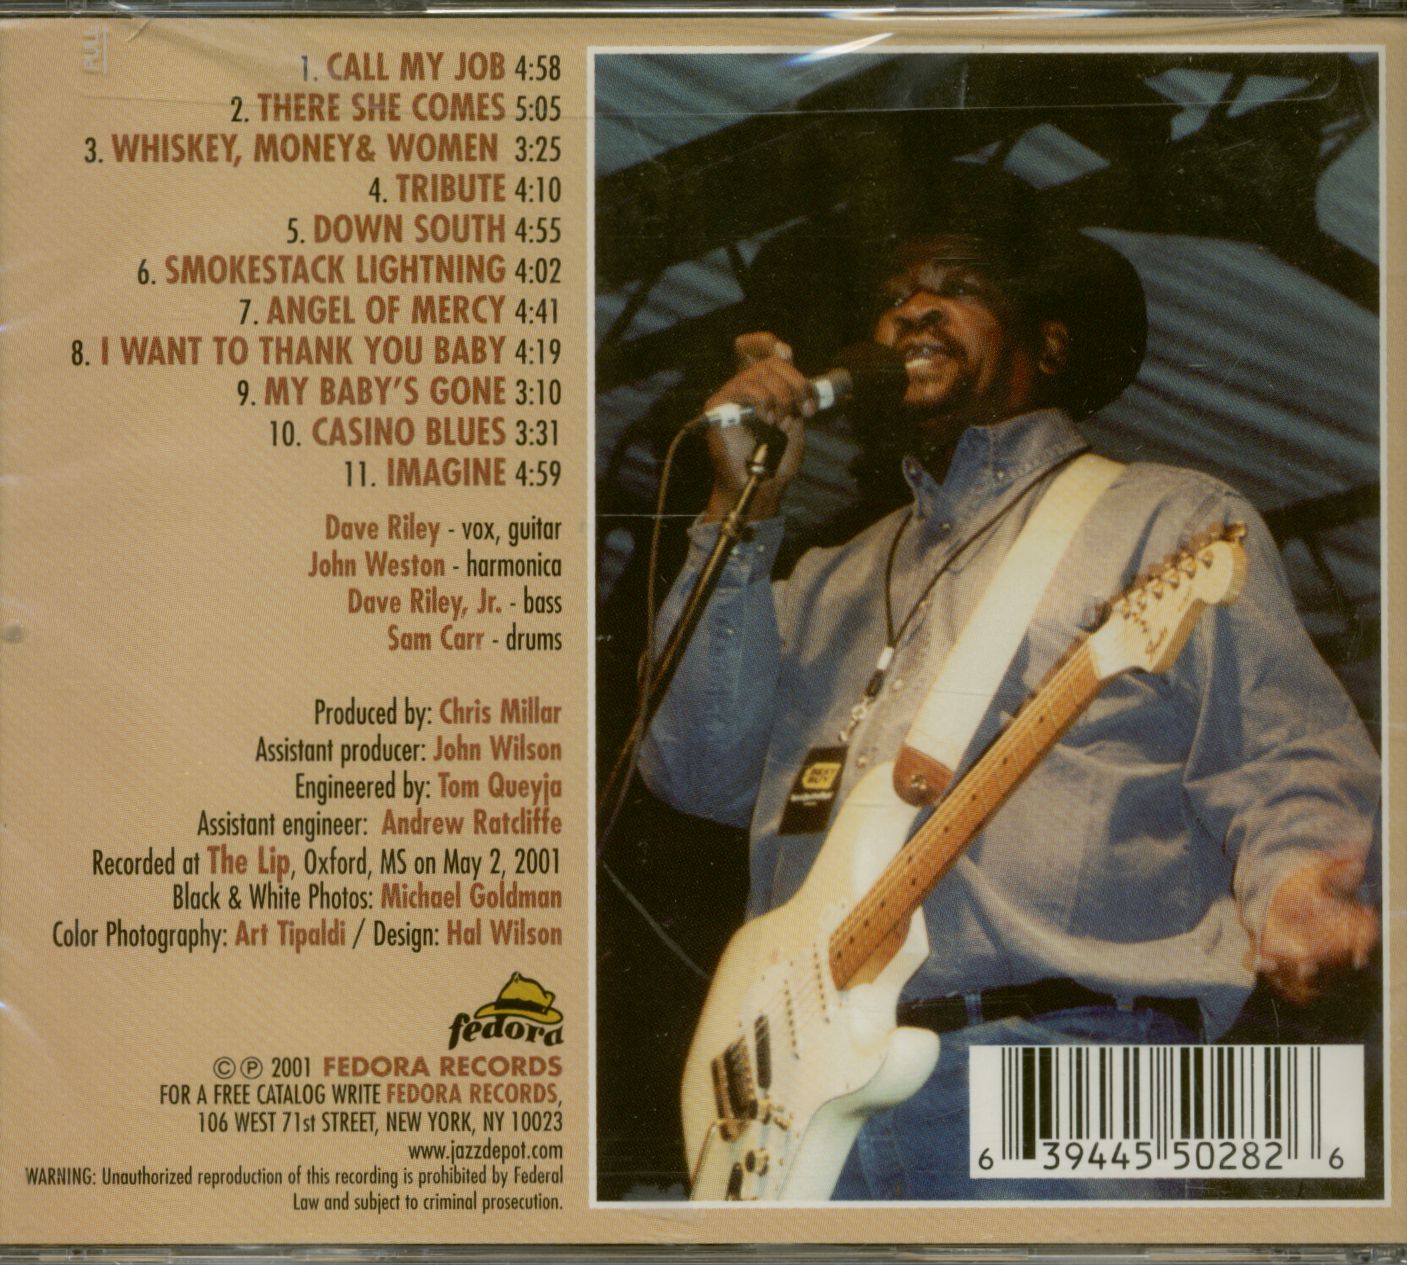 1. CALL MY JOB 4:58
2. THERE SHE COMES 5:05
3. WHISKEY, MONEY& WOMEN 3:25
4. TRIBUTE 4:10
5. DOWN SOUTH 4:55
6. SMOKESTACK LIGHTNING 4:02
7. ANGEL OF MERCY 4:41
8. I WANT TO THANK YOU BABY 4:19
9. MY BABY'S GONE 3:10
10. CASINO BLUES 3:31
11. IMAGINE 4:59
Dave Riley - vox, guitar
John Weston - harmonica
Dave Riley, Jr. - bass
Sam Carr - drums
Produced by: Chris Millar
Assistant producer: John Wilson
Engineered by: Tom Queyja
Assistant engineer: Andrew Ratcliffe
Recorded at The Lip, Oxford, MS on May 2, 2001
Black & White Photos: Michael Goldman
Color Photography: Art Tipaldi / Design: Hal Wilson
fedora
©℗ 2001 FEDORA RECORDS
FOR A FREE CATALOG WRITE FEDORA RECORDS,
106 WEST 71st STREET, NEW YORK, NY 10023
www.jazzdepot.com
WARNING: Unauthorized reproduction of this recording is prohibited by Federal
Law and subject to criminal prosecution.
PULL
BEST
BUY
Fender
6 39445 50282 6